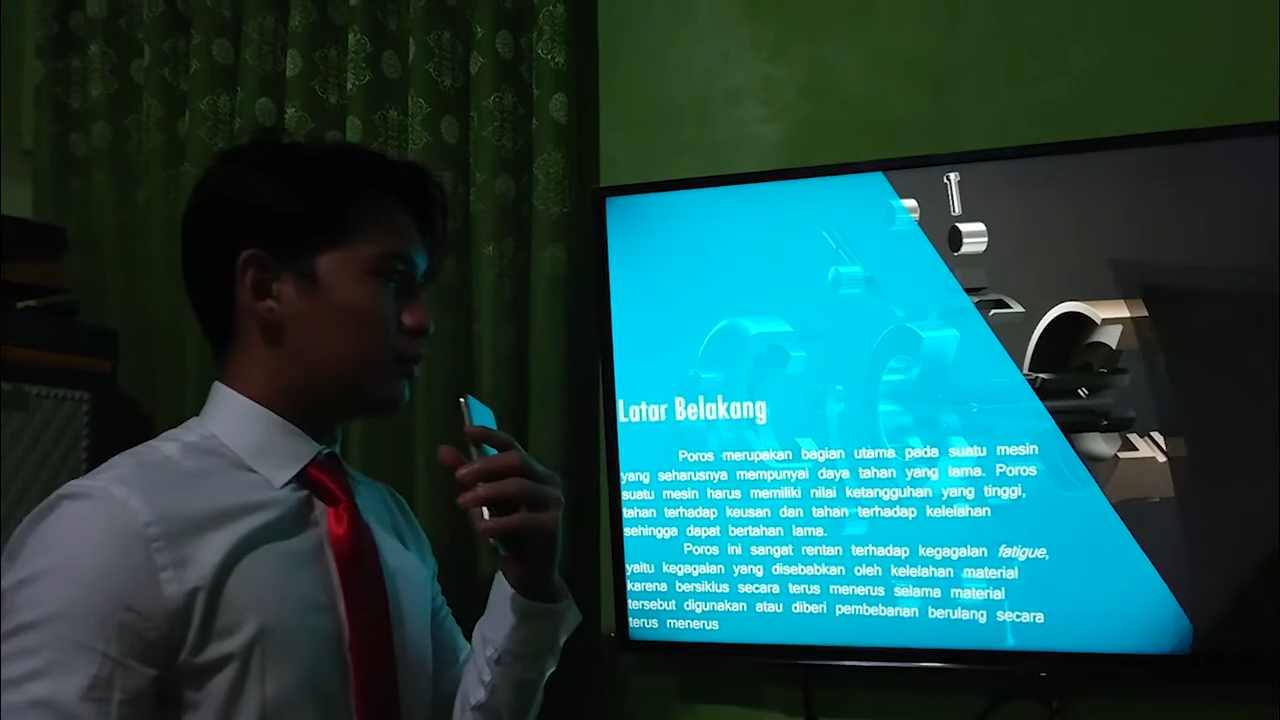 Latar Belakang
Poros merupakan bagian utama pada suatu mesin
yang seharusnya mempunyai daya tahan yang lama. Poros
suatu mesin harus memiliki nilai ketangguhan yang tinggi,
tahan terhadap keusan dan tahan terhadap kelelahan
sehingga dapat bertahan lama.
Poros ini sangat rentan terhadap kegagalan fatigue,
yaitu kegagalan yang disebabkan oleh kelelahan material
karena bersiklus secara terus menerus selama material
tersebut digunakan atau diberi pembebanan berulang secara
terus menerus